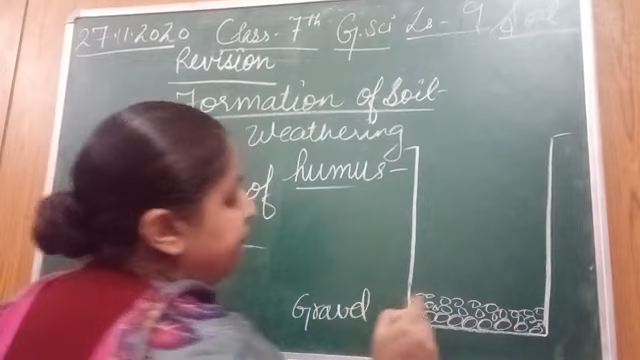 27.11.2020 Class-7th G.sci Ls-9 Soil
Revision
Formation of Soil-
Weathering
of humus-
Gravel